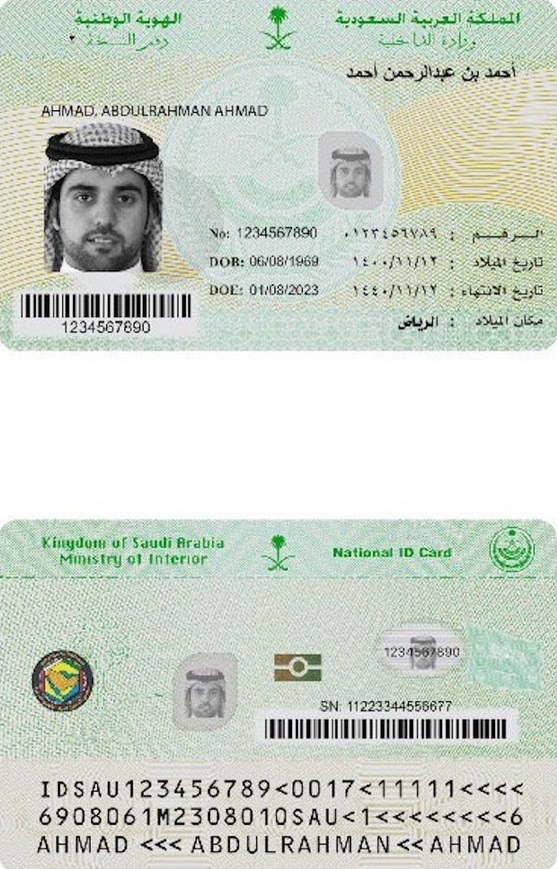 المملكة العربية السعودية
وزارة الداخلية
الهوية الوطنية
أحمد بن عبدالرحمن أحمد
AHMAD, ABDULRAHMAN AHMAD
No: 1234567890 الرقم : ٠١٢٣٤٥٦٧٨٩
DOB: 06/08/1969 تاريخ الميلاد : ١٤٠٠/١١/١٢
DOE: 01/08/2023 تاريخ الانتهاء : ١٤٤٠/١١/١٢
مكان الميلاد : الرياض
1234567890
Kingdom of Saudi Arabia
Ministry of Interior
National ID Card
1234567890
SN: 11223344556677
IDSAU123456789<0017<11111<<<<
6908061M2308010SAU<1<<<<<<<<6
AHMAD <<< ABDULRAHMAN << AHMAD